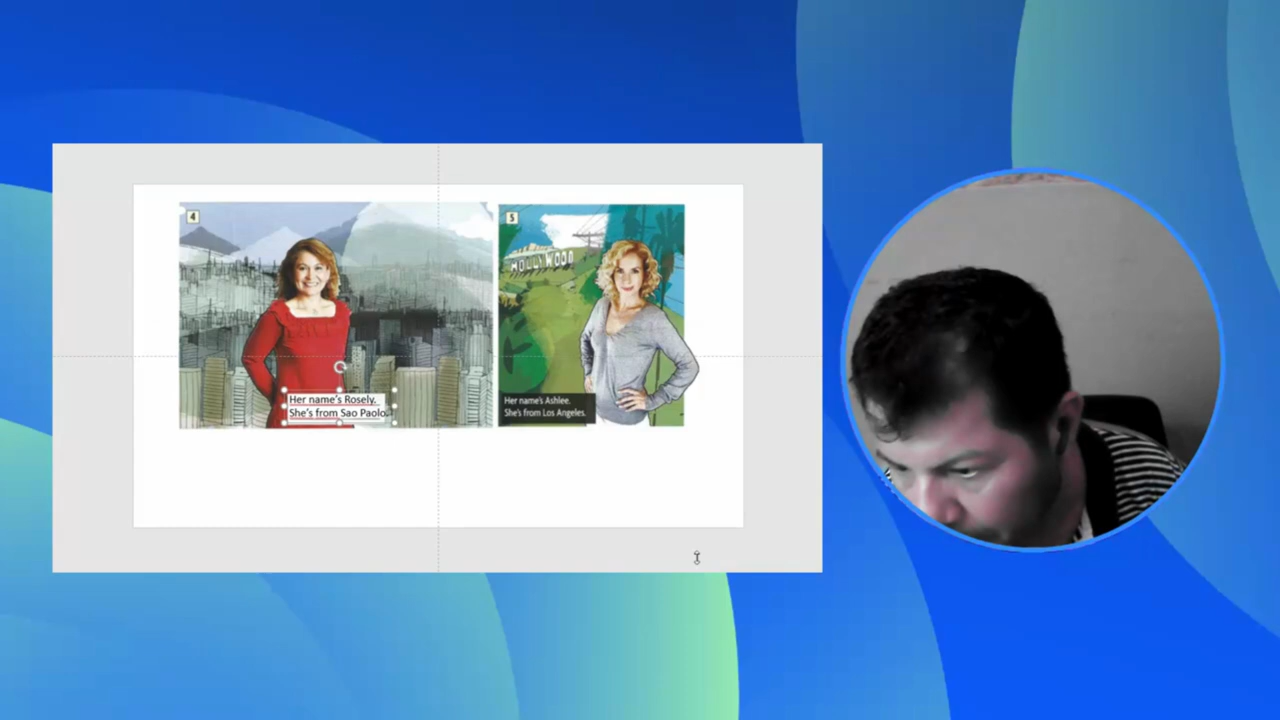 4
Her name's Rosely.
She's from Sao Paolo.
5
HOLLYWOOD
Her name's Ashlee.
She's from Los Angeles.